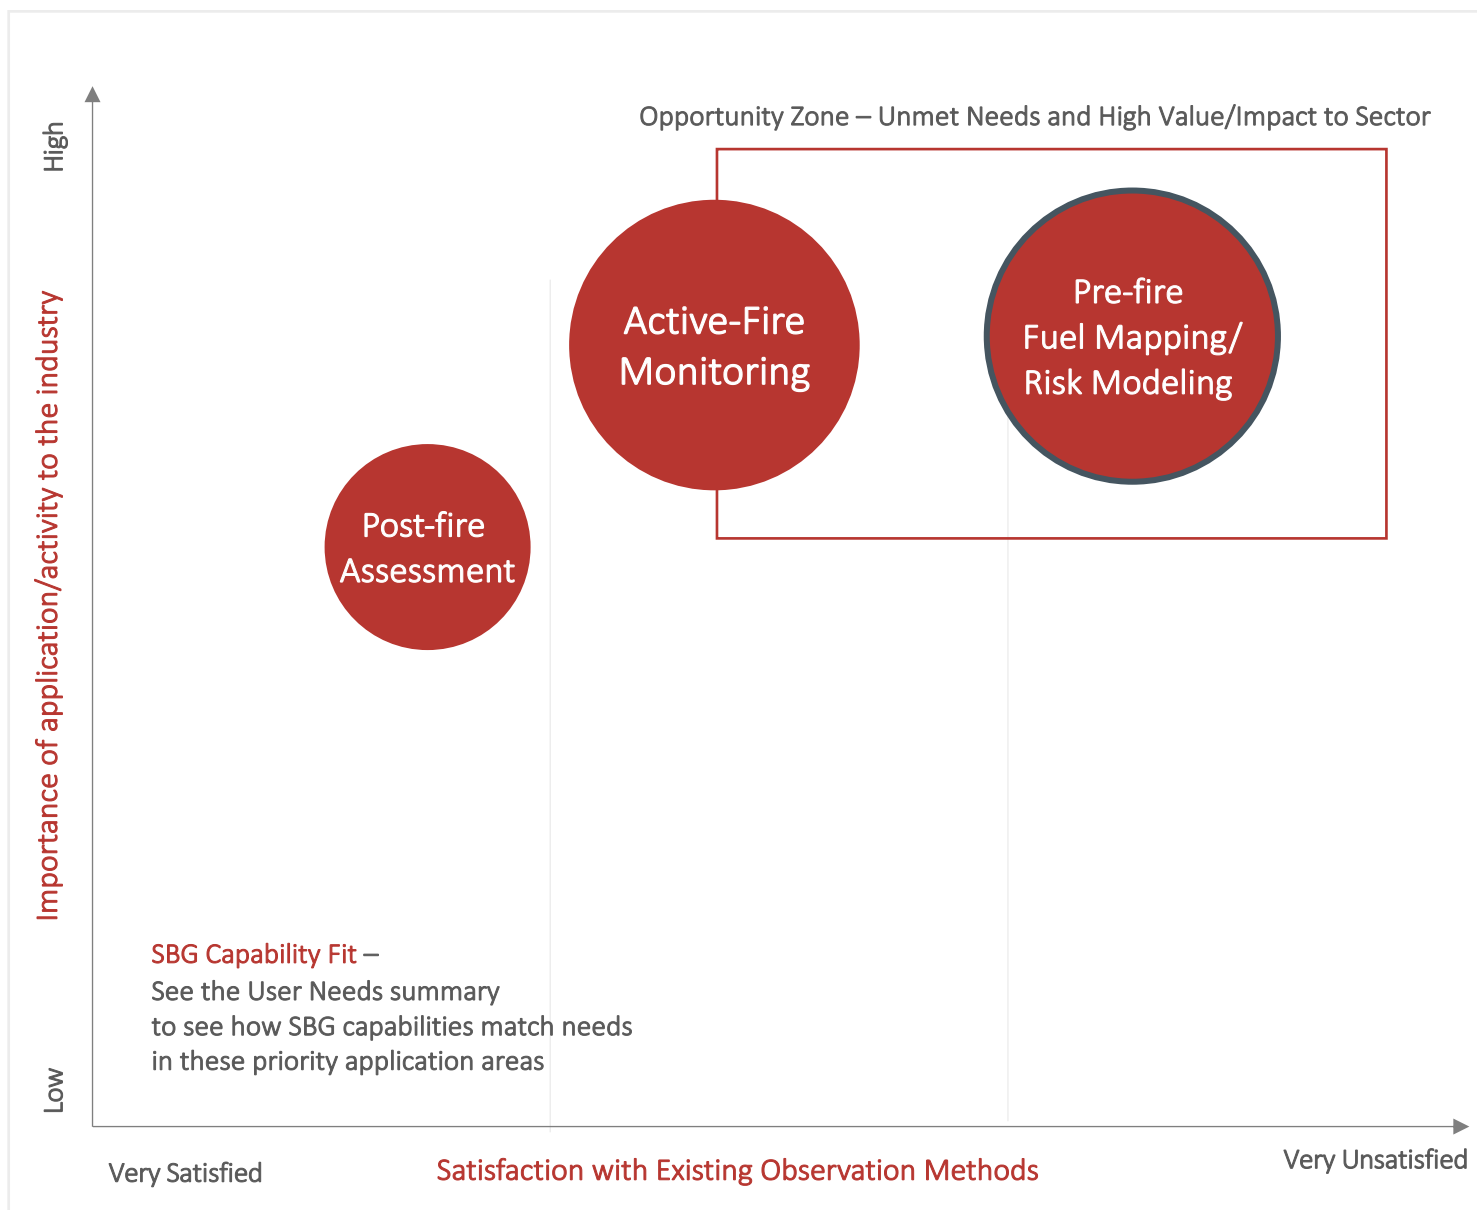 Opportunity Zone – Unmet Needs and High Value/Impact to Sector
High
Importance of application/activity to the industry
Low
Active-Fire
Monitoring
Pre-fire
Fuel Mapping/
Risk Modeling
Post-fire
Assessment
SBG Capability Fit –
See the User Needs summary
to see how SBG capabilities match needs
in these priority application areas
Very Satisfied
Satisfaction with Existing Observation Methods
Very Unsatisfied